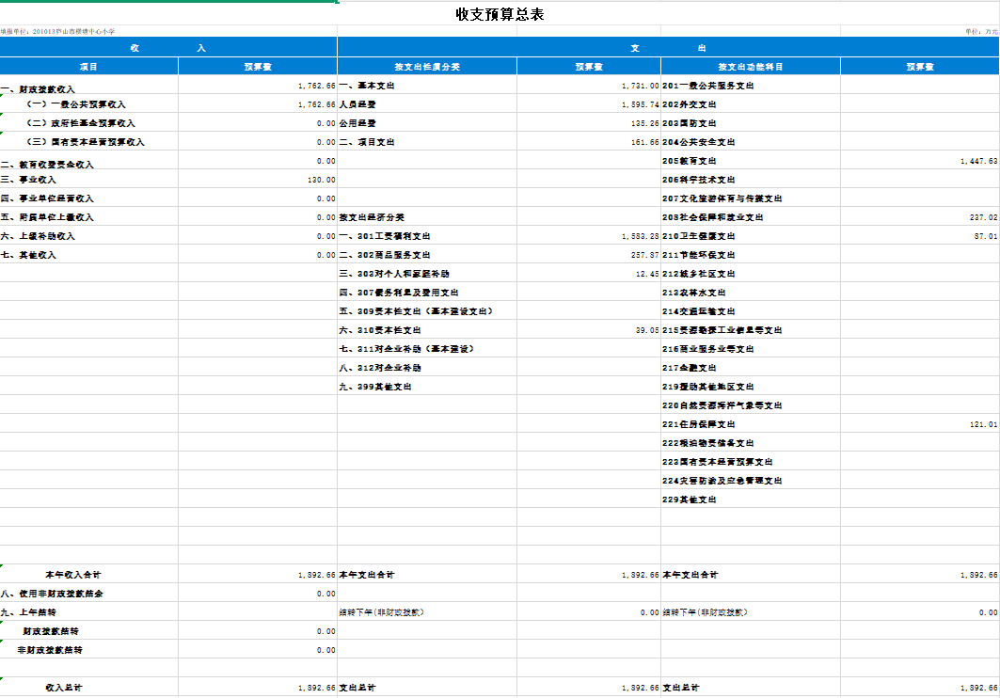 收支预算总表
填报单位：201013庐山市横塘中心小学 单位：万元
收 入 支 出
项目 预算数 按支出性质分类 预算数 按支出功能科目 预算数
一、财政拨款收入 1,762.66 一、基本支出 1,731.00 201一般公共服务支出
（一）一般公共预算收入 1,762.66 人员经费 1,595.74 202外交支出
（二）政府性基金预算收入 0.00 公用经费 135.26 203国防支出
（三）国有资本经营预算收入 0.00 二、项目支出 161.66 204公共安全支出
二、教育收费资金收入 0.00 205教育支出 1,447.63
三、事业收入 130.00 206科学技术支出
四、事业单位经营收入 0.00 207文化旅游体育与传媒支出
五、附属单位上缴收入 0.00 按支出经济分类 208社会保障和就业支出 237.02
六、上级补助收入 0.00 一、301工资福利支出 1,583.28 210卫生健康支出 87.01
七、其他收入 0.00 二、302商品服务支出 257.87 211节能环保支出
三、303对个人和家庭补助 12.45 212城乡社区支出
四、307债务利息及费用支出 213农林水支出
五、309资本性支出（基本建设支出） 214交通运输支出
六、310资本性支出 39.05 215资源勘探工业信息等支出
七、311对企业补助（基本建设） 216商业服务业等支出
八、312对企业补助 217金融支出
九、399其他支出 219援助其他地区支出
220自然资源海洋气象等支出
221住房保障支出 121.01
222粮油物资储备支出
223国有资本经营预算支出
224灾害防治及应急管理支出
229其他支出
本年收入合计 1,892.66 本年支出合计 1,892.66 本年支出合计 1,892.66
八、使用非财政拨款结余 0.00
九、上年结转 结转下年(非财政拨款） 0.00 结转下年(非财政拨款） 0.00
财政拨款结转 0.00
非财政拨款结转 0.00
收入总计 1,892.66 支出总计 1,892.66 支出总计 1,892.66